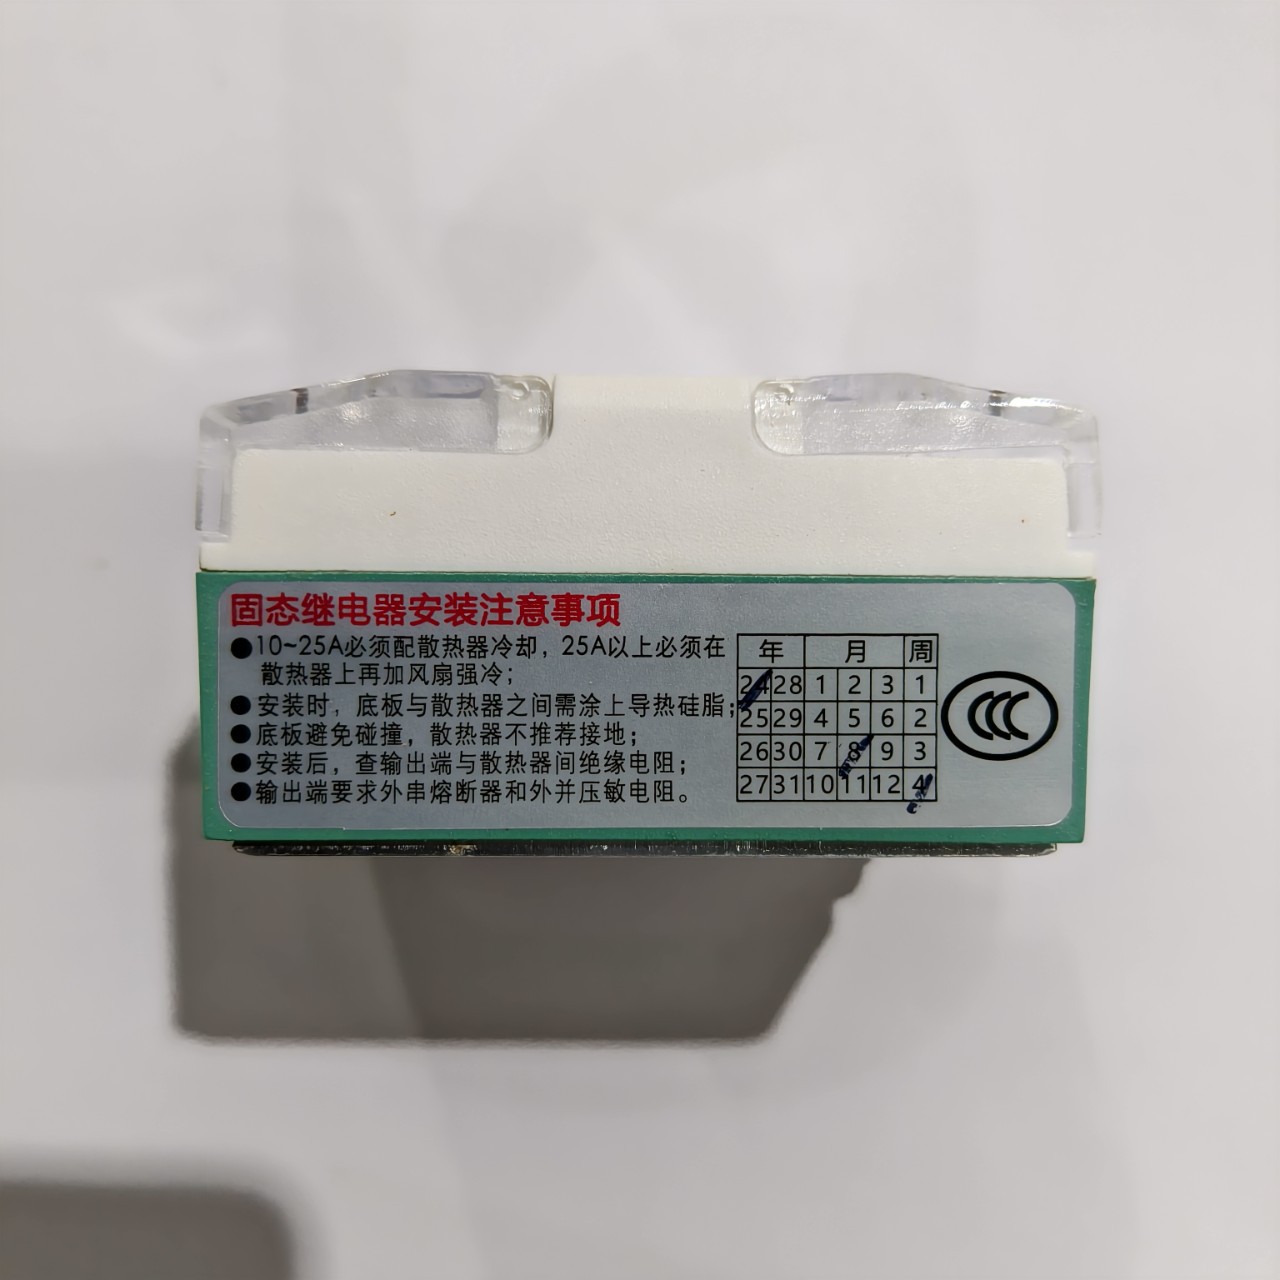 固态继电器安装注意事项
●10~25A必须配散热器冷却，25A以上必须在
散热器上再加风扇强冷；
●安装时，底板与散热器之间需涂上导热硅脂；
●底板避免碰撞，散热器不推荐接地；
●安装后，查输出端与散热器间绝缘电阻；
●输出端要求外串熔断器和外并压敏电阻。
年 月 周
24 28 1 2 3 1
25 29 4 5 6 2
26 30 7 8 9 3
27 31 10 11 12 4
CCC